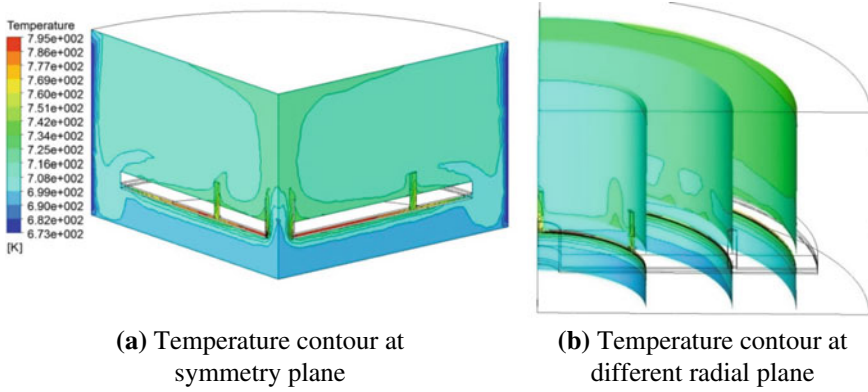 Temperature
7.95e+002
7.86e+002
7.77e+002
7.68e+002
7.60e+002
7.51e+002
7.42e+002
7.34e+002
7.25e+002
7.16e+002
7.08e+002
6.99e+002
6.90e+002
6.82e+002
6.73e+002
[K]
(a) Temperature contour at
symmetry plane
(b) Temperature contour at
different radial plane